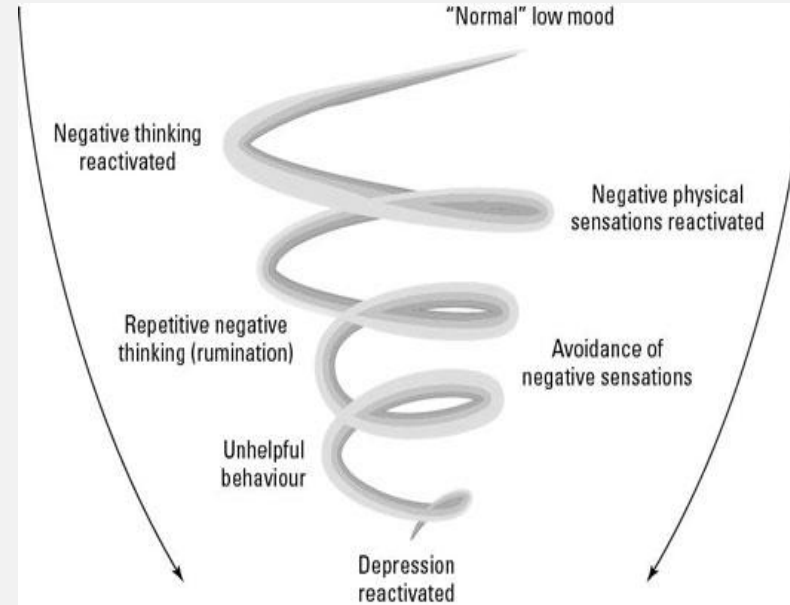 “Normal” low mood
Negative thinking
reactivated
Negative physical
sensations reactivated
Repetitive negative
thinking (rumination)
Avoidance of
negative sensations
Unhelpful
behaviour
Depression
reactivated